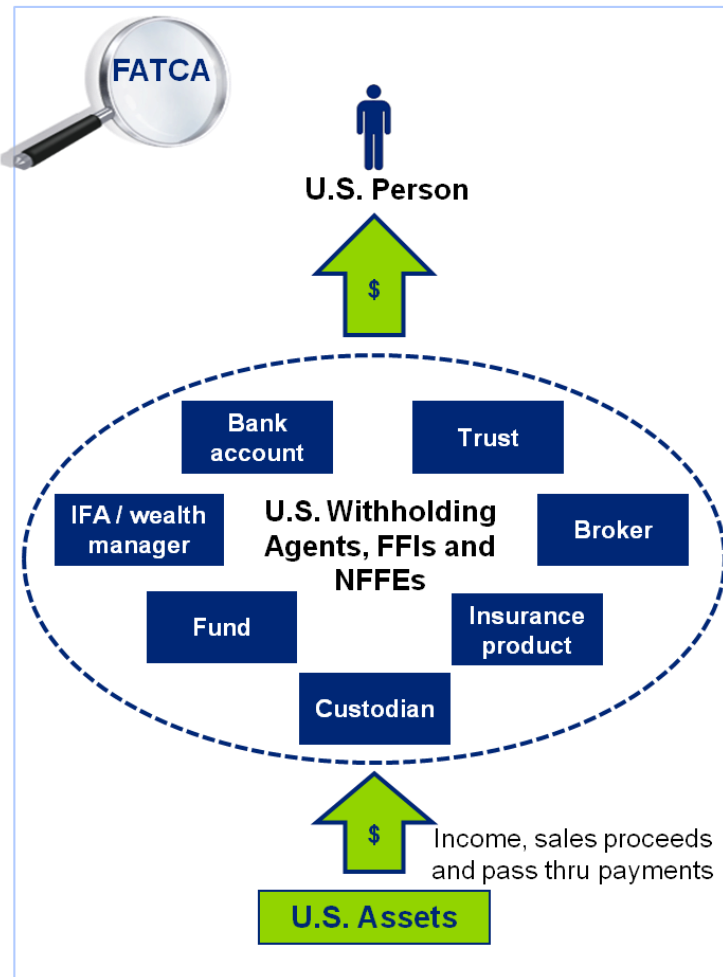 FATCA
U.S. Person
$
Bank
account
Trust
IFA / wealth
manager
U.S. Withholding
Agents, FFIs and
NFFEs
Broker
Fund
Insurance
product
Custodian
$
Income, sales proceeds
and pass thru payments
U.S. Assets